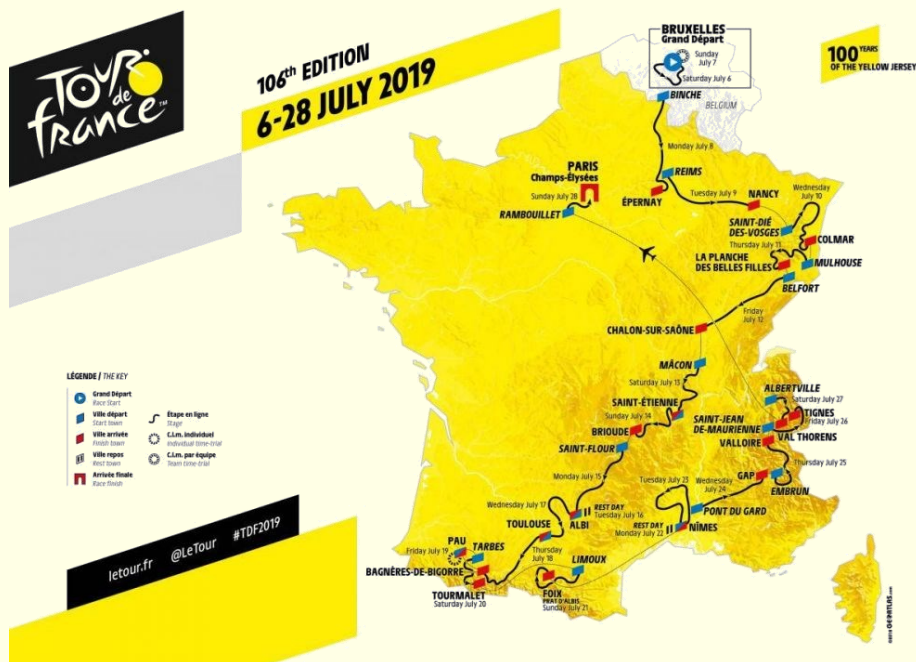 TOUR
de
france™
106th EDITION
6-28 JULY 2019
100 YEARS
OF THE YELLOW JERSEY
BRUXELLES
Grand Départ
Sunday
July 7
Saturday July 6
BINCHE
BELGIUM
Monday July 8
REIMS
ÉPERNAY
Tuesday July 9
NANCY
Wednesday
July 10
SAINT-DIÉ
DES-VOSGES
COLMAR
Thursday July 11
LA PLANCHE
DES BELLES FILLES
MULHOUSE
BELFORT
Friday
July 12
CHALON-SUR-SAÔNE
PARIS
Champs-Élysées
Sunday July 28
RAMBOUILLET
MÂCON
Saturday July 13
SAINT-ÉTIENNE
Sunday July 14
BRIOUDE
SAINT-FLOUR
Monday July 15
ALBERTVILLE
Saturday July 27
TIGNES
Friday July 26
SAINT-JEAN
DE-MAURIENNE
VAL THORENS
VALLOIRE
Thursday July 25
GAP
EMBRUN
Wednesday
July 24
Tuesday July 23
PONT DU GARD
NÎMES
REST DAY
Monday July 22
REST DAY
Tuesday July 16
ALBI
Wednesday July 17
TOULOUSE
Thursday
July 18
PAU
Friday July 19
TARBES
BAGNÈRES-DE-BIGORRE
TOURMALET
Saturday July 20
LIMOUX
FOIX
PRAT D'ALBIS
Sunday July 21
LÉGENDE / THE KEY
Grand Départ
Race Start
Ville départ
Start town
Ville arrivée
Finish town
Ville repos
Rest town
Arrivée finale
Race finish
Étape en ligne
Stage
C.l.m. individuel
Individual time-trial
C.l.m. par équipe
Team time-trial
letour.fr @LeTour #TDF2019